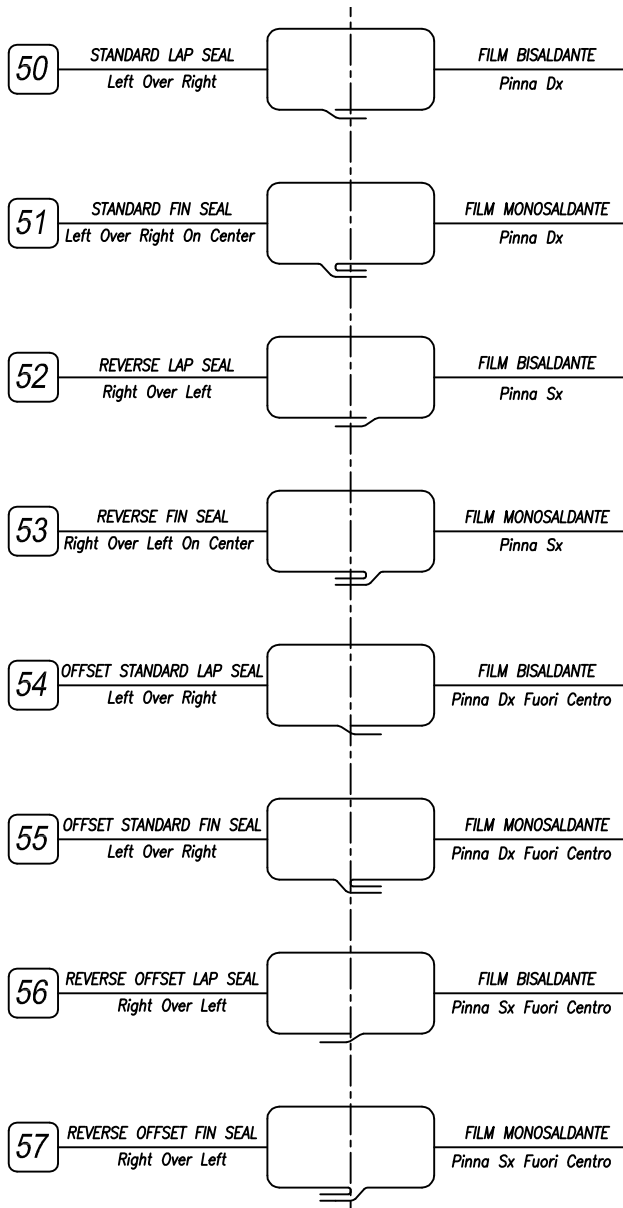 50
STANDARD LAP SEAL
Left Over Right
FILM BISALDANTE
Pinna Dx
51
STANDARD FIN SEAL
Left Over Right On Center
FILM MONOSALDANTE
Pinna Dx
52
REVERSE LAP SEAL
Right Over Left
FILM BISALDANTE
Pinna Sx
53
REVERSE FIN SEAL
Right Over Left On Center
FILM MONOSALDANTE
Pinna Sx
54
OFFSET STANDARD LAP SEAL
Left Over Right
FILM BISALDANTE
Pinna Dx Fuori Centro
55
OFFSET STANDARD FIN SEAL
Left Over Right
FILM MONOSALDANTE
Pinna Dx Fuori Centro
56
REVERSE OFFSET LAP SEAL
Right Over Left
FILM BISALDANTE
Pinna Sx Fuori Centro
57
REVERSE OFFSET FIN SEAL
Right Over Left
FILM MONOSALDANTE
Pinna Sx Fuori Centro